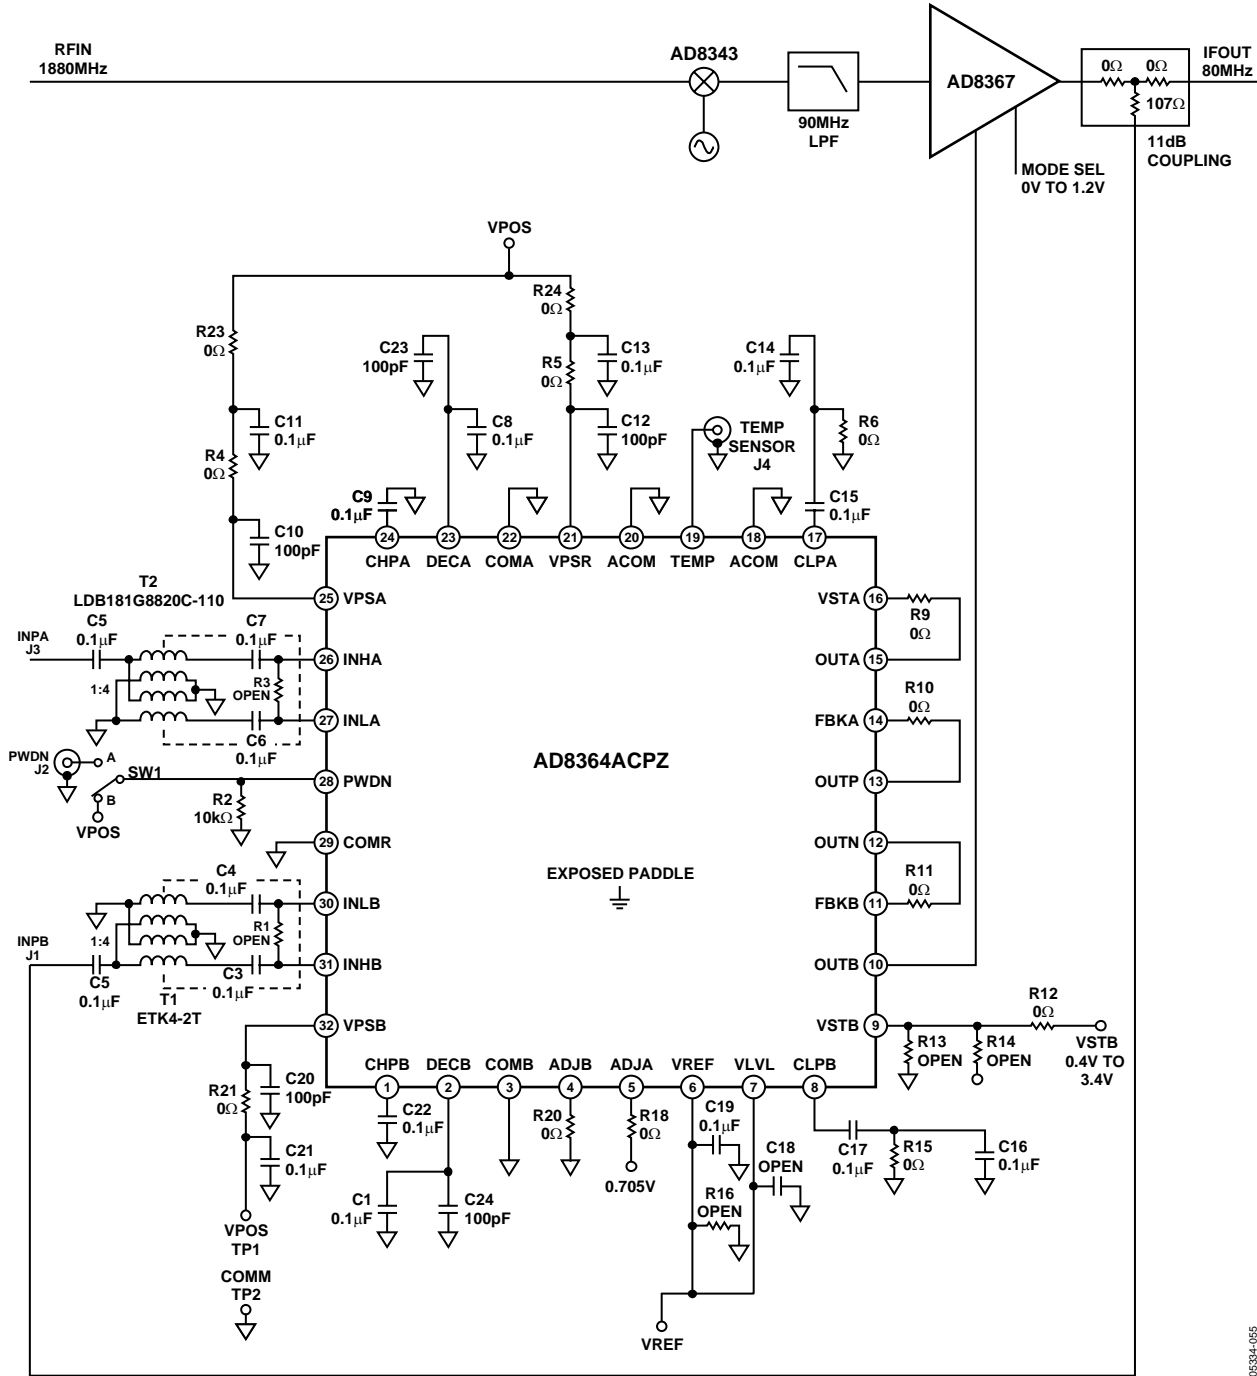 RFIN
1880MHz
AD8343
90MHz
LPF
AD8367
MODE SEL
0V TO 1.2V
0Ω
0Ω
107Ω
11dB
COUPLING
IFOUT
80MHz
VPOS
R23
0Ω
C11
0.1µF
R4
0Ω
C10
100pF
C23
100pF
C8
0.1µF
C9
0.1µF
R24
0Ω
R5
0Ω
C13
0.1µF
C12
100pF
TEMP
SENSOR
J4
C14
0.1µF
R6
0Ω
C15
0.1µF
24
23
22
21
20
19
18
17
CHPA
DECA
COMA
VPSR
ACOM
TEMP
ACOM
CLPA
T2
LDB181G8820C-110
INPA
J3
C5
0.1µF
C7
0.1µF
1:4
R3
OPEN
C6
0.1µF
PWDN
J2
A
SW1
B
VPOS
R2
10kΩ
C4
0.1µF
INPB
J1
1:4
R1
OPEN
C5
0.1µF
C3
0.1µF
T1
ETK4-2T
25 VPSA
26 INHA
27 INLA
28 PWDN
29 COMR
30 INLB
31 INHB
32 VPSB
AD8364ACPZ
EXPOSED PADDLE
VSTA 16
R9
0Ω
OUTA 15
R10
0Ω
FBKA 14
OUTP 13
OUTN 12
R11
0Ω
FBKB 11
OUTB 10
VSTB 9
R12
0Ω
R13
OPEN
R14
OPEN
VSTB
0.4V TO
3.4V
CHPB
DECB
COMB
ADJB
ADJA
VREF
VLVL
CLPB
1
2
3
4
5
6
7
8
R21
0Ω
C20
100pF
C21
0.1µF
VPOS
TP1
COMM
TP2
C22
0.1µF
C1
0.1µF
C24
100pF
R20
0Ω
R18
0Ω
0.705V
C19
0.1µF
R16
OPEN
C18
OPEN
VREF
C17
0.1µF
R15
0Ω
C16
0.1µF
05334-055